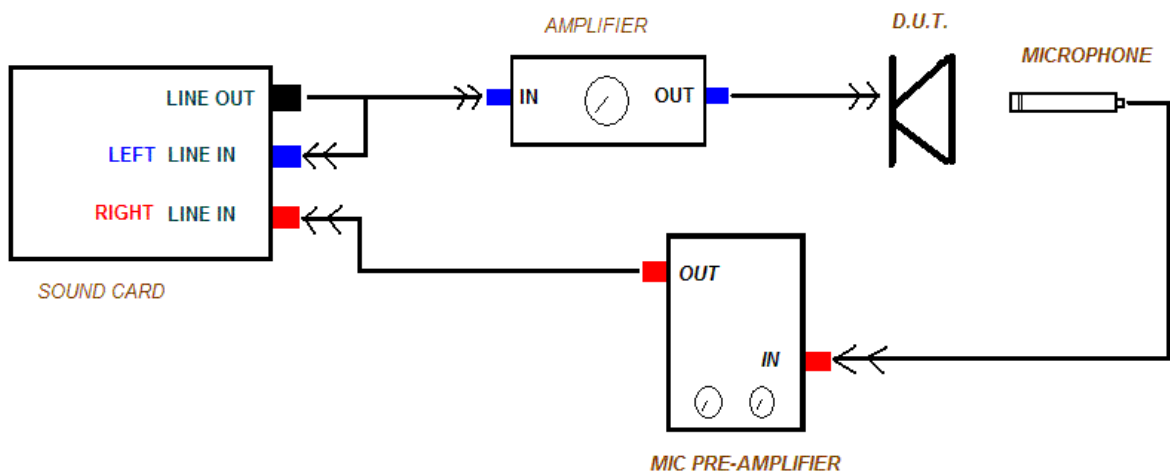 AMPLIFIER
D.U.T.
MICROPHONE
LINE OUT
IN
OUT
LEFT LINE IN
RIGHT LINE IN
SOUND CARD
OUT
IN
MIC PRE-AMPLIFIER